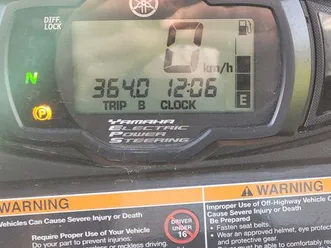 DIFF.
LOCK
0
km/h
N
364.0 12:06
TRIP B CLOCK
E
P
YAMAHA
ELECTRIC
POWER
STEERING
WARNING
Vehicles Can Cause Severe Injury or Death
Require Proper Use of Your Vehicle
Do your part to prevent injuries:
UNDER
16
WARNING
Improper Use of Off-Highway Vehicle
Severe Injury or Death
Be Prepared
• Fasten seat belts.
• Wear an approved helmet, eye protection
and protective gear.